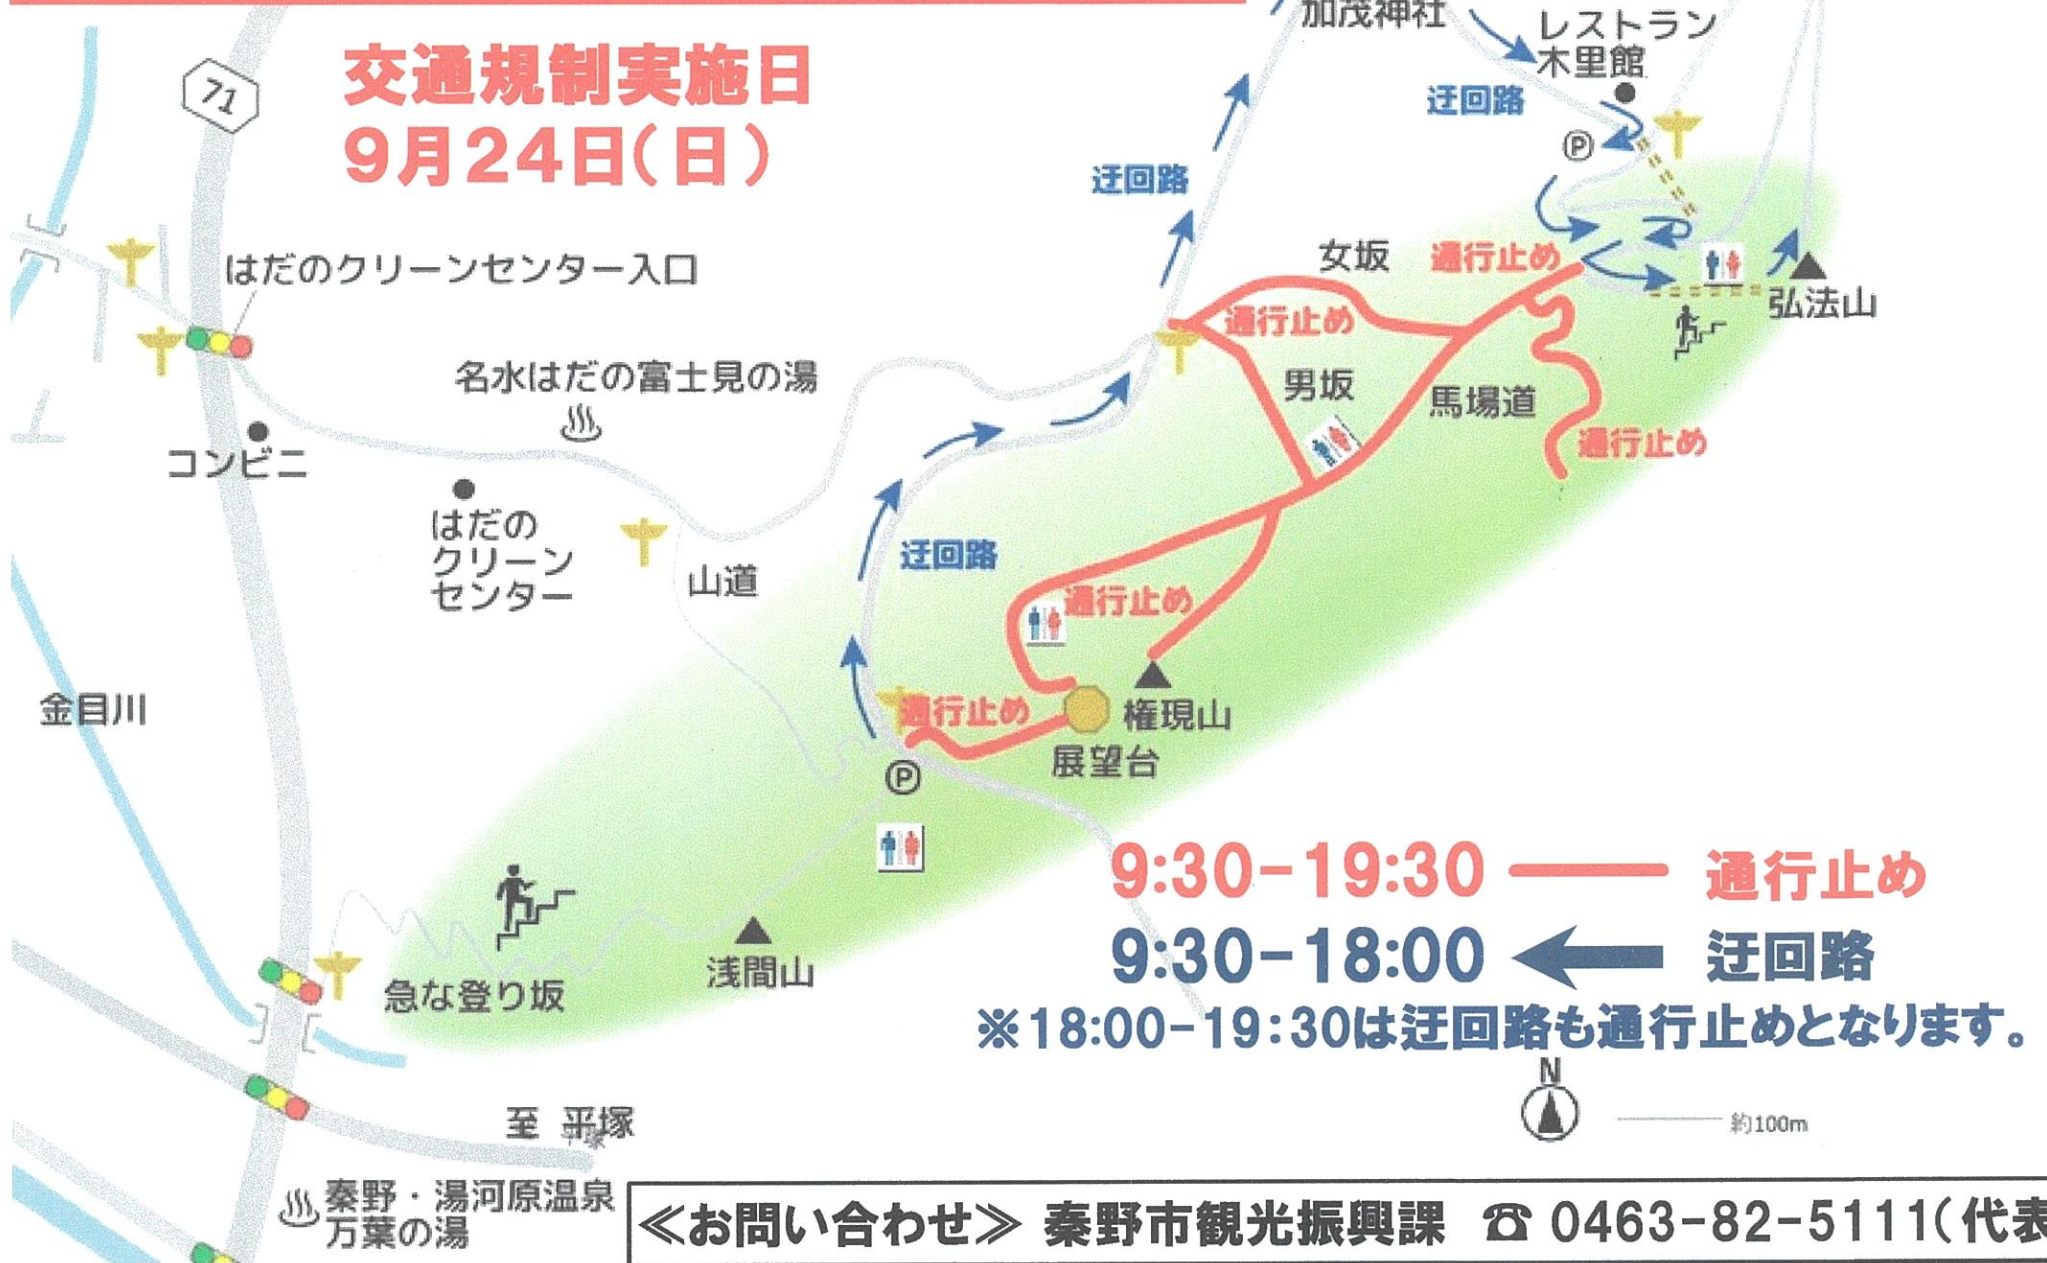 加茂神社
レストラン
木里館
71
交通規制実施日
9月24日(日)
迂回路
P
迂回路
はだのクリーンセンター入口
女坂
通行止め
弘法山
通行止め
名水はだの富士見の湯
男坂
馬場道
通行止め
コンビニ
はだの
クリーン
センター
山道
迂回路
通行止め
金目川
通行止め
権現山
展望台
P
9:30-19:30 通行止め
9:30-18:00 迂回路
浅間山
急な登り坂
※18:00-19:30は迂回路も通行止めとなります。
N
約100m
至 平塚
平塚
秦野・湯河原温泉
万葉の湯
≪お問い合わせ≫ 秦野市観光振興課 ☎ 0463-82-5111(代表